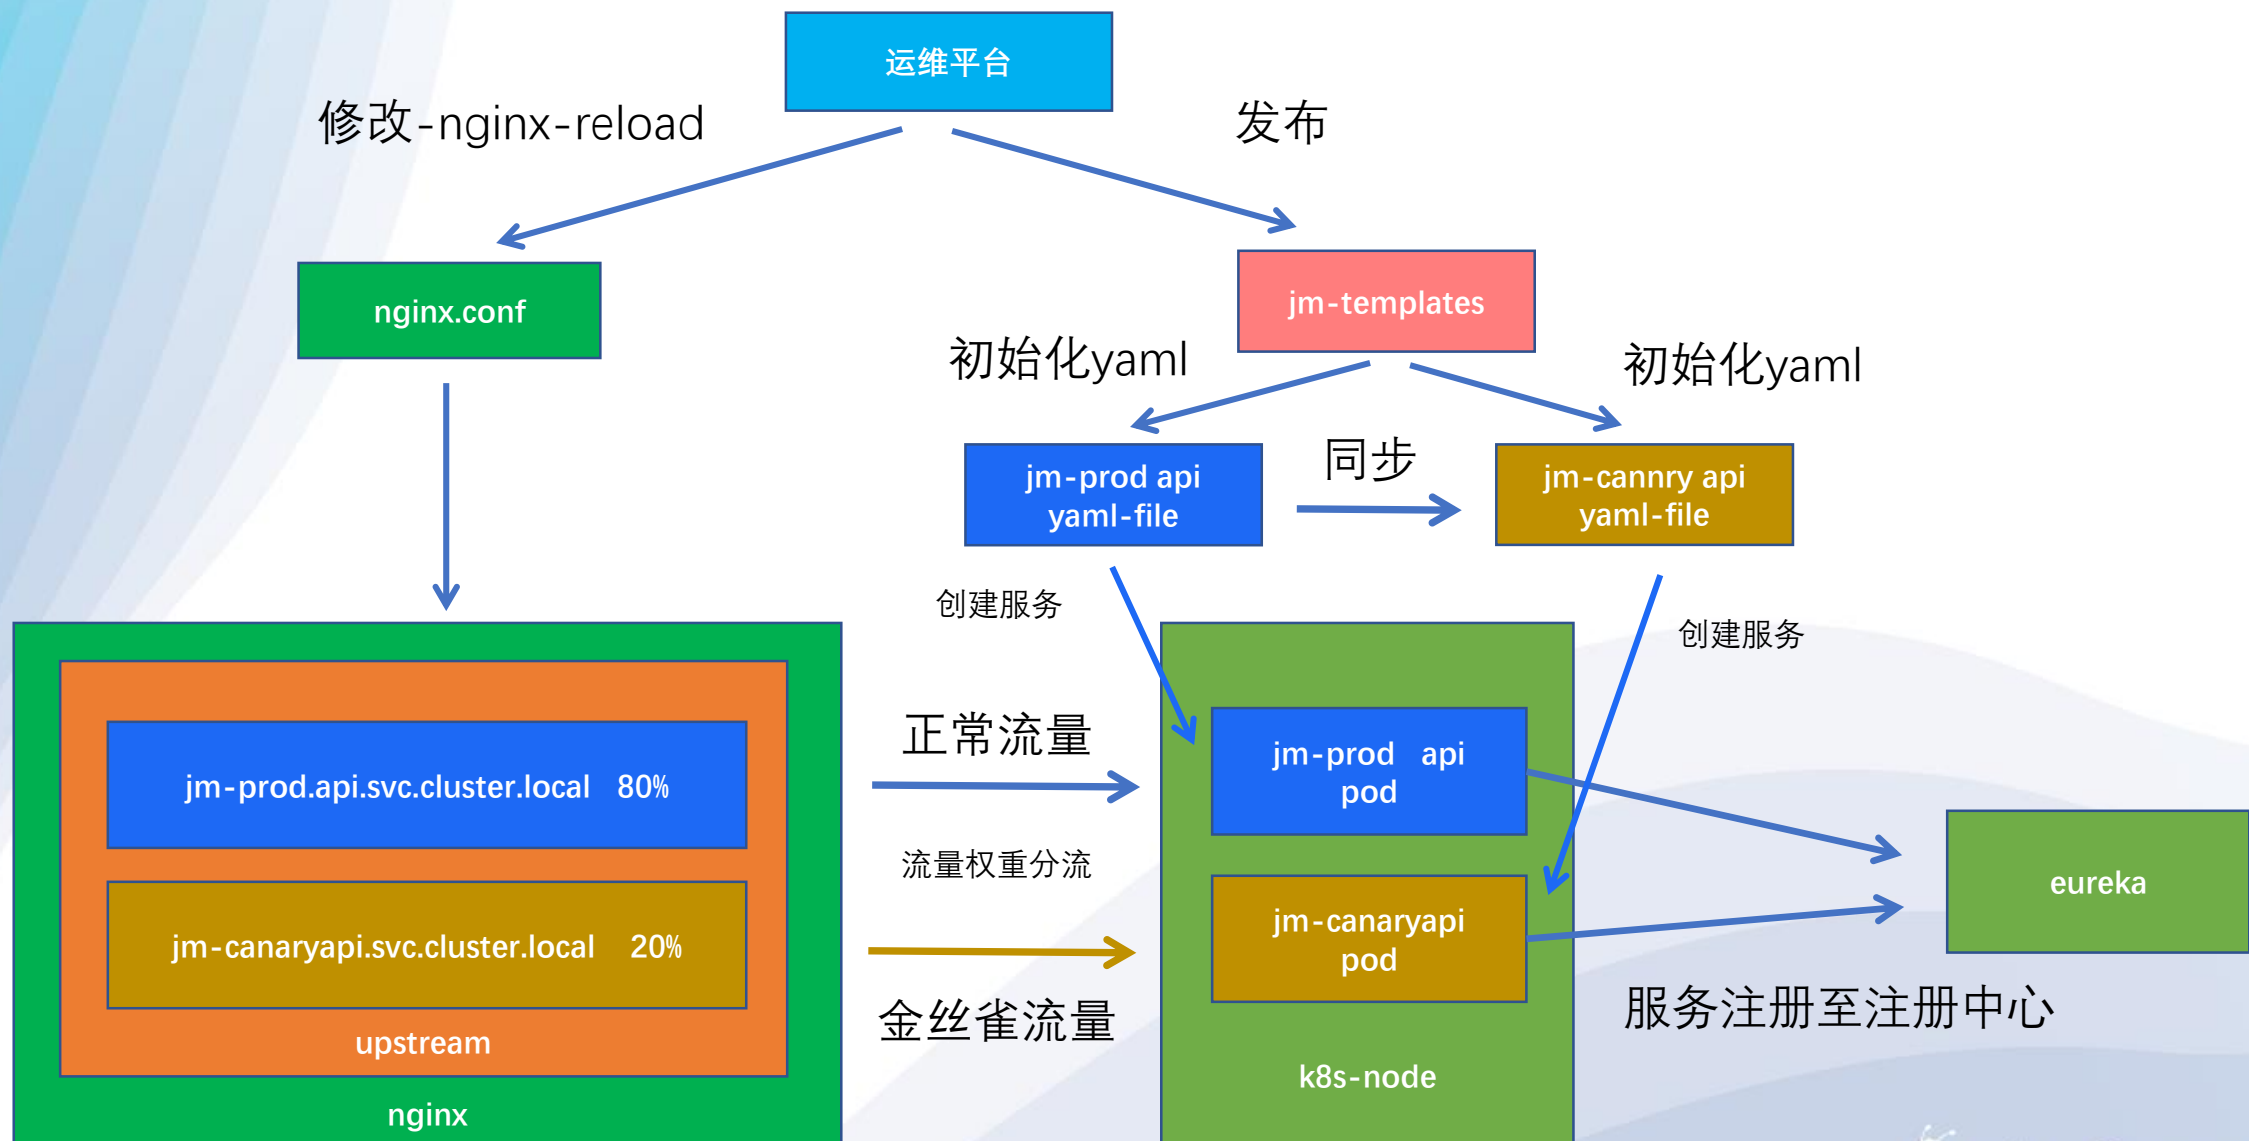 运维平台
修改-nginx-reload
发布
nginx.conf
jm-templates
初始化yaml
初始化yaml
jm-prod api
yaml-file
同步
jm-cannry api
yaml-file
创建服务
创建服务
正常流量
jm-prod api
pod
jm-prod.api.svc.cluster.local 80%
流量权重分流
eureka
jm-canaryapi.svc.cluster.local 20%
jm-canaryapi
pod
金丝雀流量
服务注册至注册中心
upstream
k8s-node
nginx